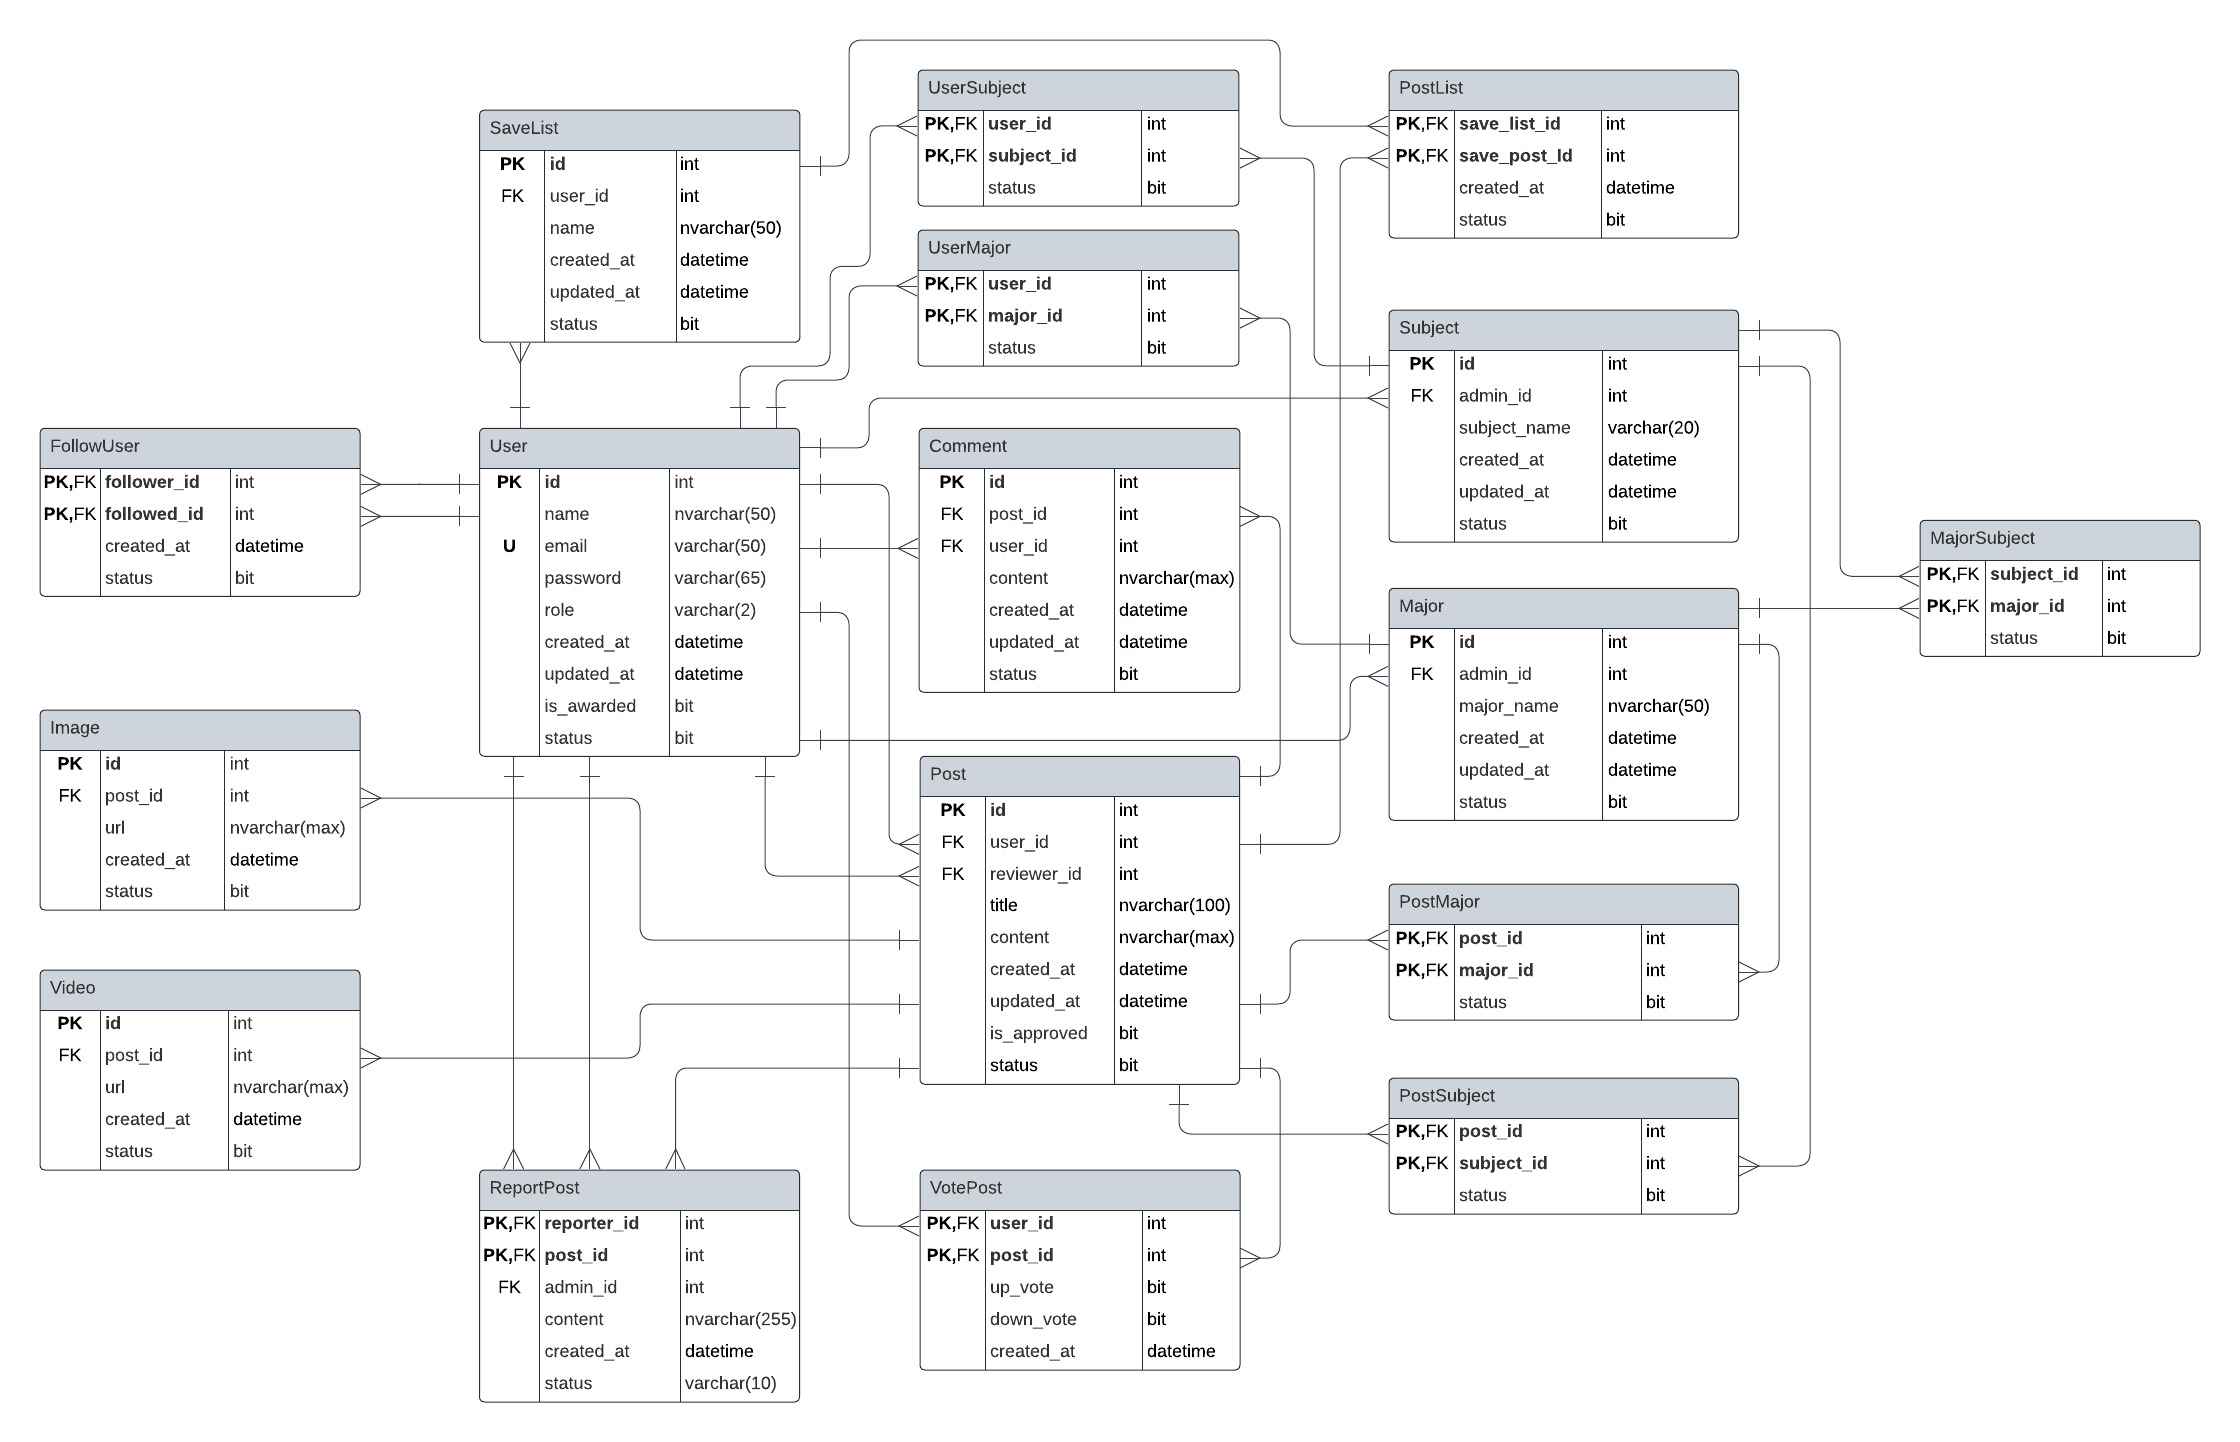 SaveList
PK id int
FK user_id int
name nvarchar(50)
created_at datetime
updated_at datetime
status bit
UserSubject
PK,FK user_id int
PK,FK subject_id int
status bit
PostList
PK,FK save_list_id int
PK,FK save_post_Id int
created_at datetime
status bit
UserMajor
PK,FK user_id int
PK,FK major_id int
status bit
Subject
PK id int
FK admin_id int
subject_name varchar(20)
created_at datetime
updated_at datetime
status bit
FollowUser
PK,FK follower_id int
PK,FK followed_id int
created_at datetime
status bit
User
PK id int
name nvarchar(50)
U email varchar(50)
password varchar(65)
role varchar(2)
created_at datetime
updated_at datetime
is_awarded bit
status bit
Comment
PK id int
FK post_id int
FK user_id int
content nvarchar(max)
created_at datetime
updated_at datetime
status bit
MajorSubject
PK,FK subject_id int
PK,FK major_id int
status bit
Major
PK id int
FK admin_id int
major_name nvarchar(50)
created_at datetime
updated_at datetime
status bit
Image
PK id int
FK post_id int
url nvarchar(max)
created_at datetime
status bit
Post
PK id int
FK user_id int
FK reviewer_id int
title nvarchar(100)
content nvarchar(max)
created_at datetime
updated_at datetime
is_approved bit
status bit
PostMajor
PK,FK post_id int
PK,FK major_id int
status bit
Video
PK id int
FK post_id int
url nvarchar(max)
created_at datetime
status bit
PostSubject
PK,FK post_id int
PK,FK subject_id int
status bit
ReportPost
PK,FK reporter_id int
PK,FK post_id int
FK admin_id int
content nvarchar(255)
created_at datetime
status varchar(10)
VotePost
PK,FK user_id int
PK,FK post_id int
up_vote bit
down_vote bit
created_at datetime